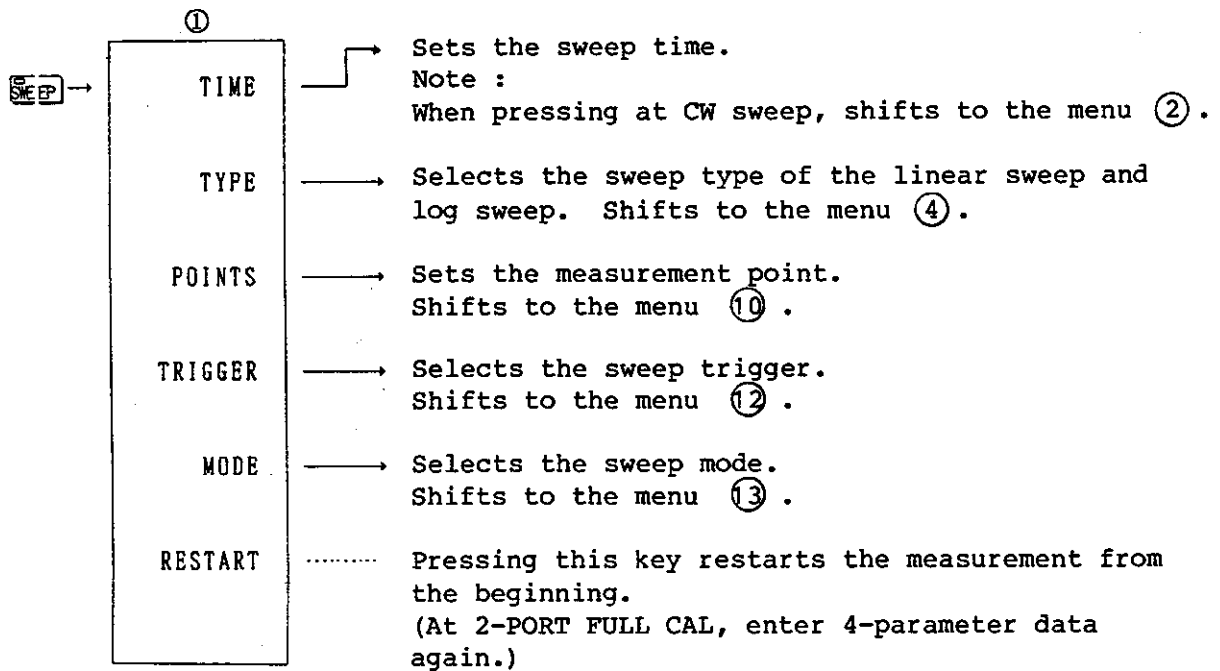 ①
SWEEP → TIME → Sets the sweep time.
Note :
When pressing at CW sweep, shifts to the menu ② .
TYPE → Selects the sweep type of the linear sweep and
log sweep. Shifts to the menu ④ .
POINTS → Sets the measurement point.
Shifts to the menu ⑩ .
TRIGGER → Selects the sweep trigger.
Shifts to the menu ⑫ .
MODE → Selects the sweep mode.
Shifts to the menu ⑬ .
RESTART ........ Pressing this key restarts the measurement from
the beginning.
(At 2-PORT FULL CAL, enter 4-parameter data
again.)